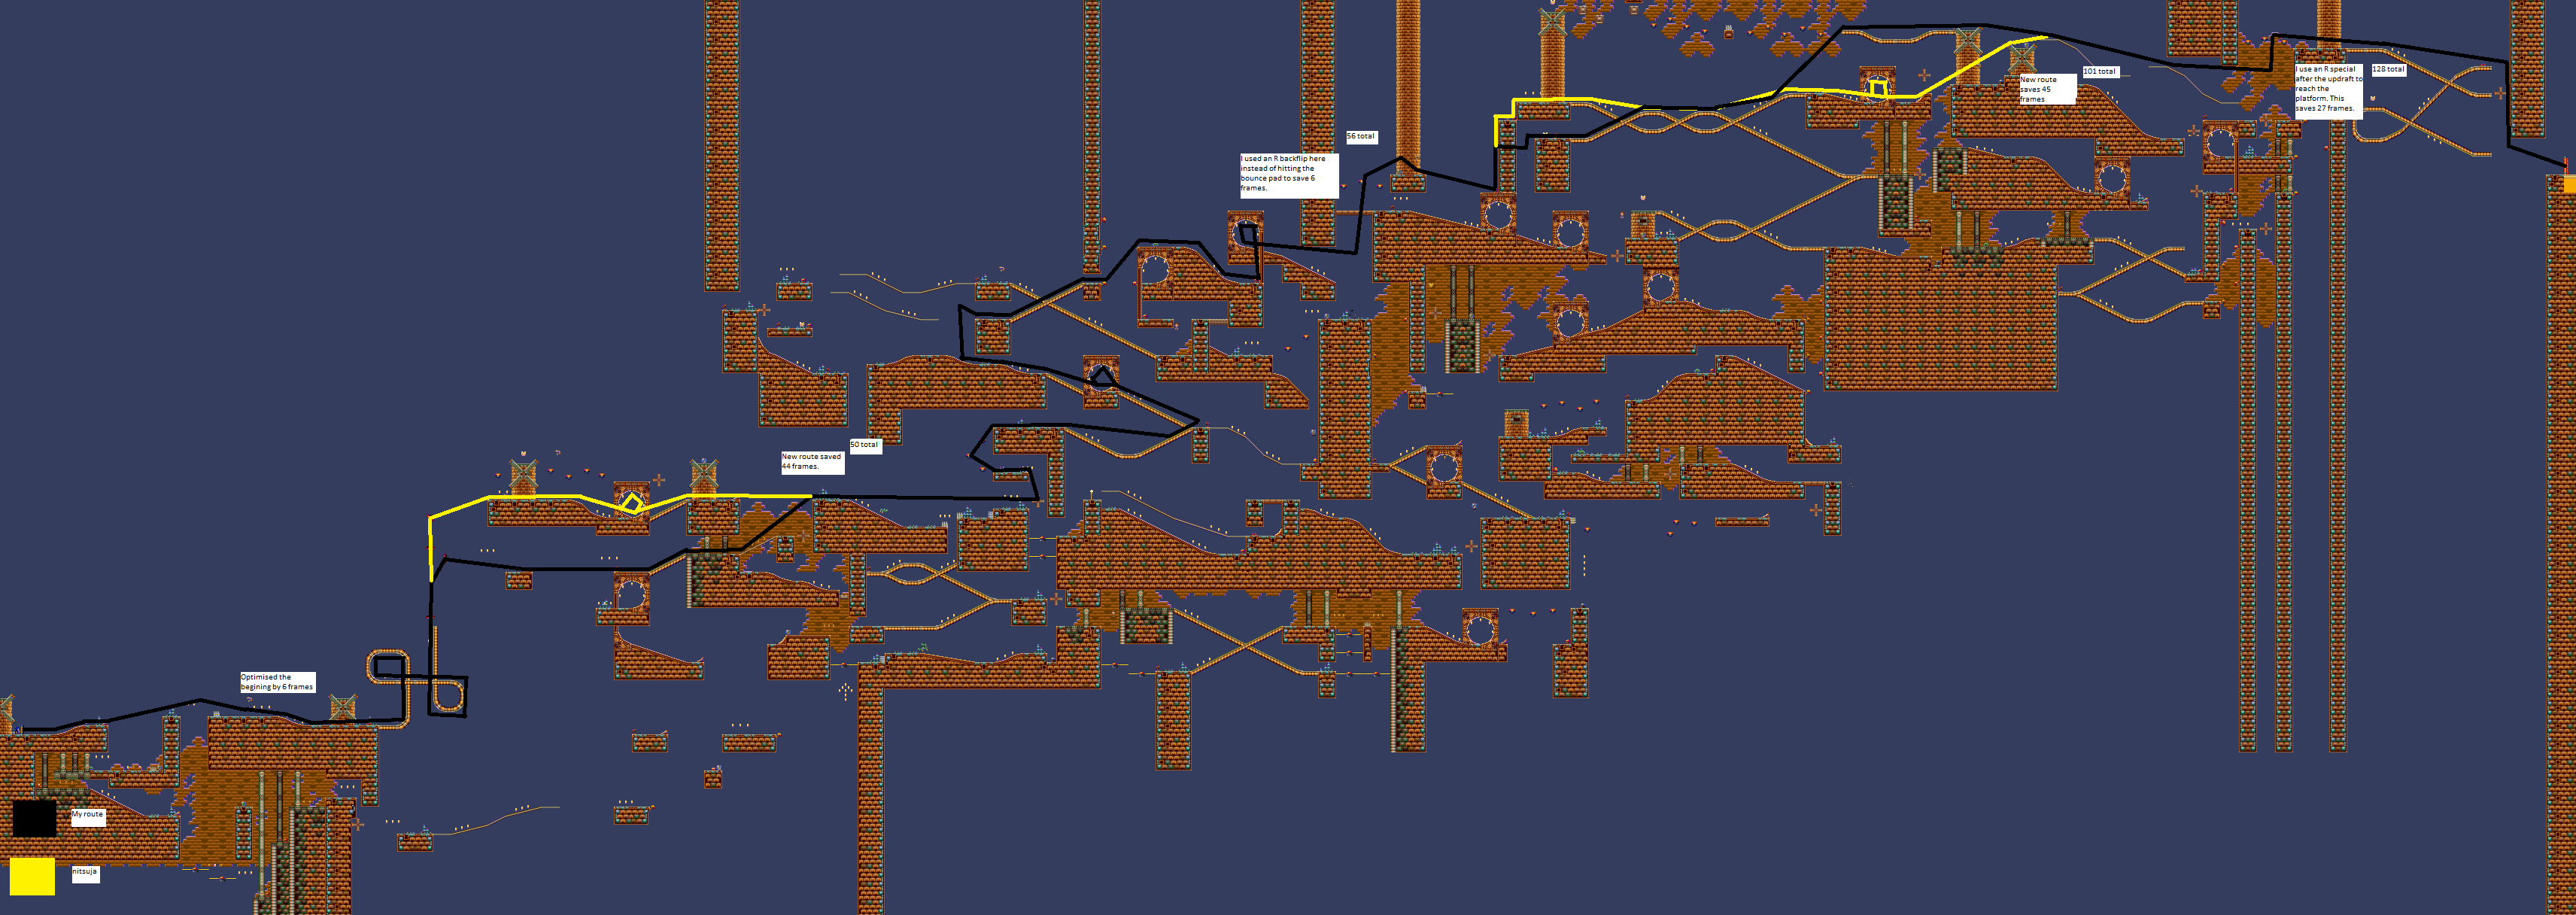 New route
saves 45
frames
101 total
I use an R special
after the updraft to
reach the
platform. This
saves 27 frames.
128 total
56 total
I used an R backflip here
instead of hitting the
bounce pad to save 6
frames.
50 total
New route saved
44 frames.
Optimised the
begining by 6 frames
My route
nitsuja